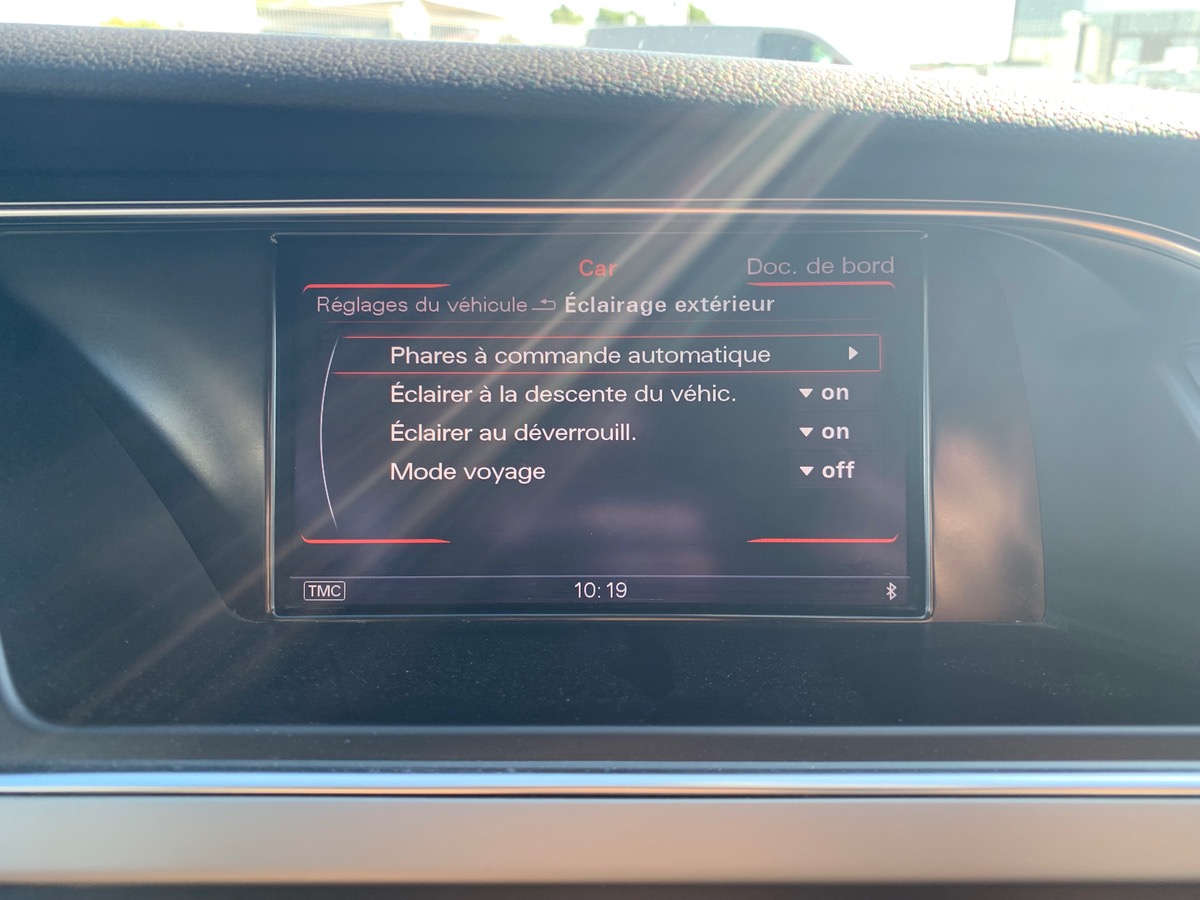 Car Doc. de bord
Réglages du véhicule Éclairage extérieur
Phares à commande automatique
Éclairer à la descente du véhic. on
Éclairer au déverrouill. on
Mode voyage off
TMC 10:19